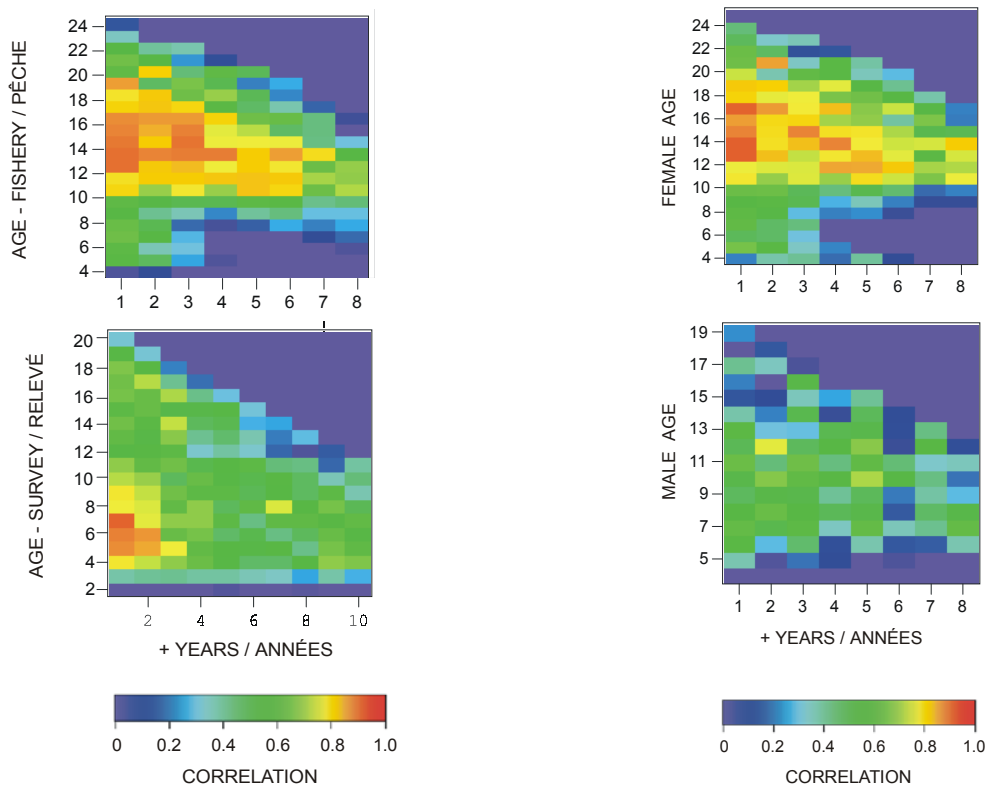 AGE - FISHERY / PÊCHE
24
22
20
18
16
14
12
10
8
6
4
1 2 3 4 5 6 7 8
FEMALE AGE
24
22
20
18
16
14
12
10
8
6
4
1 2 3 4 5 6 7 8
AGE - SURVEY / RELEVÉ
20
18
16
14
12
10
8
6
4
2
2 4 6 8 10
+ YEARS / ANNÉES
MALE AGE
19
17
15
13
11
9
7
5
1 2 3 4 5 6 7 8
+ YEARS / ANNÉES
0 0.2 0.4 0.6 0.8 1.0
CORRELATION
0 0.2 0.4 0.6 0.8 1.0
CORRELATION